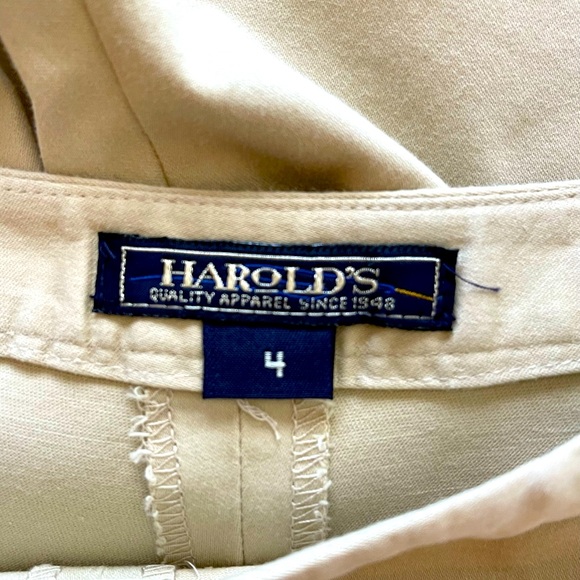 HAROLD'S
QUALITY APPAREL SINCE 1948
4